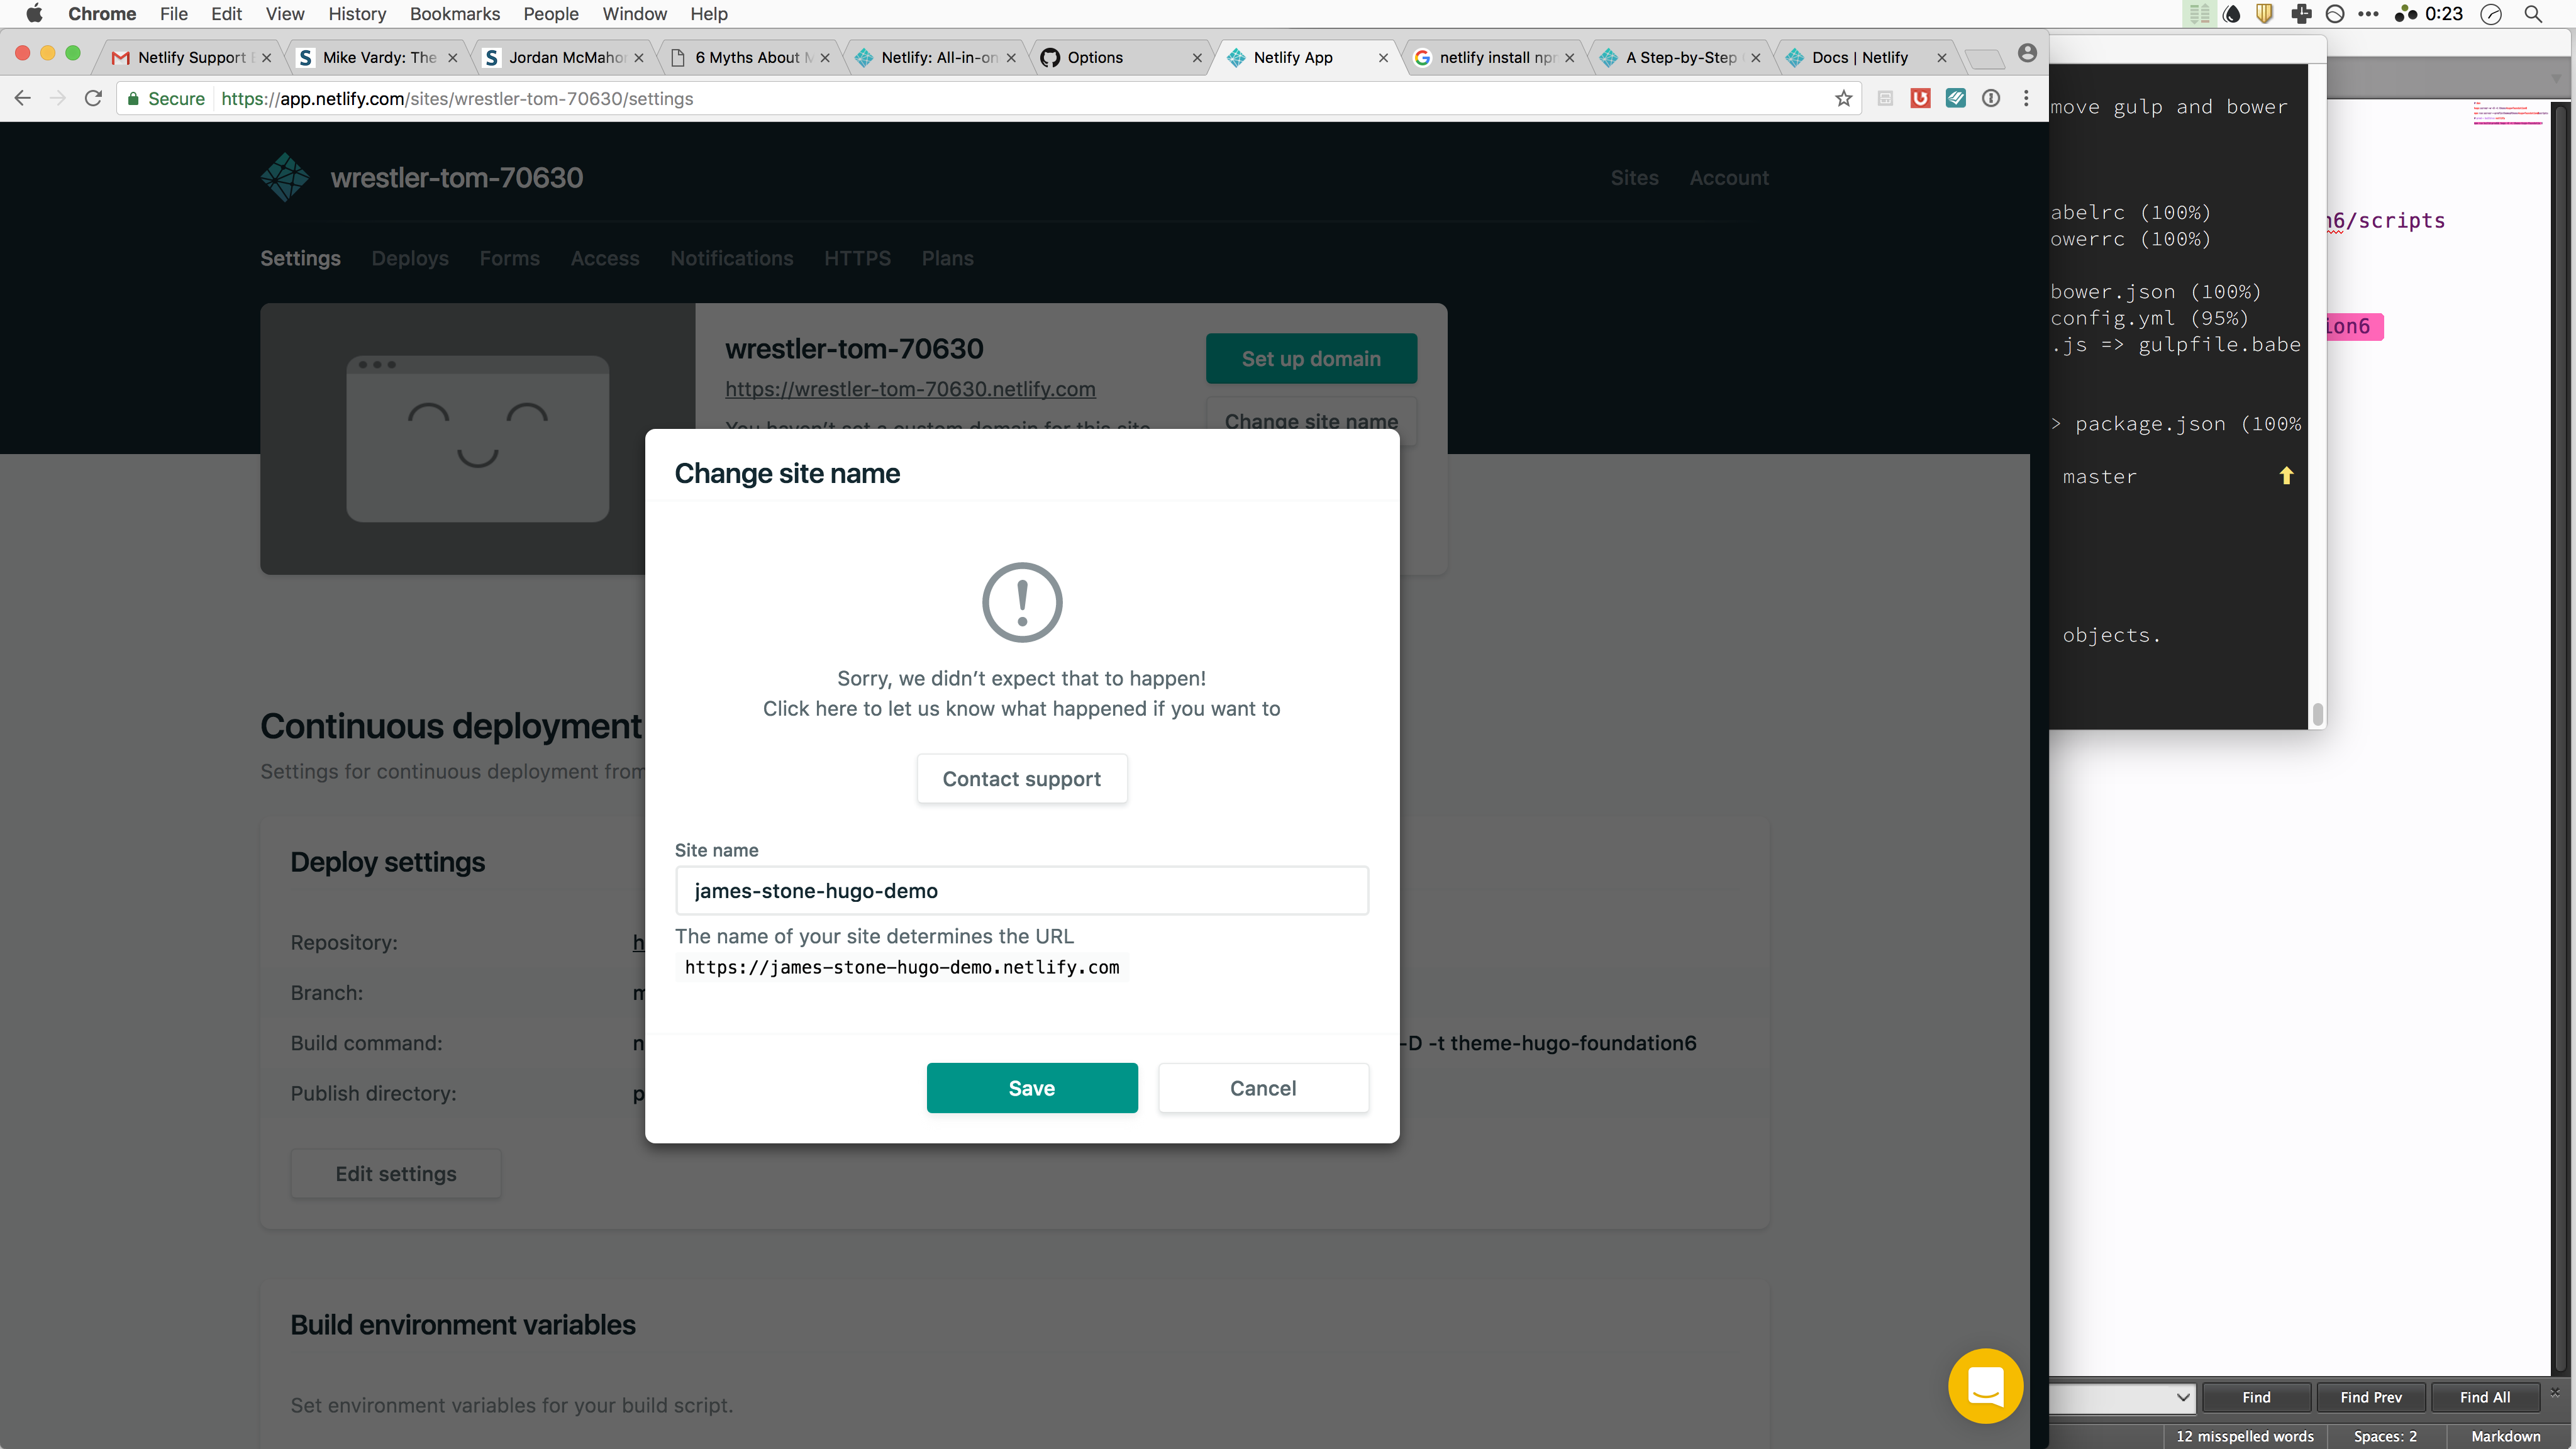 Chrome File Edit View History Bookmarks People Window Help 0:23
Netlify Support Mike Vardy: The Jordan McMaho 6 Myths About Netlify: All-in-on Options Netlify App netlify install npr A Step-by-Step Docs | Netlify
Secure https://app.netlify.com/sites/wrestler-tom-70630/settings
wrestler-tom-70630
Sites Account
Settings Deploys Forms Access Notifications HTTPS Plans
wrestler-tom-70630
https://wrestler-tom-70630.netlify.com
You haven't set a custom domain for this site
Set up domain
Change site name
Change site name
Sorry, we didn't expect that to happen!
Click here to let us know what happened if you want to
Contact support
Site name
james-stone-hugo-demo
The name of your site determines the URL
https://james-stone-hugo-demo.netlify.com
Save Cancel
Continuous deployment
Settings for continuous deployment from
Deploy settings
Repository: h
Branch: m
Build command: n -D -t theme-hugo-foundation6
Publish directory: p
Edit settings
Build environment variables
Set environment variables for your build script.
move gulp and bower
abelrc (100%)
owerrc (100%)
bower.json (100%)
config.yml (95%)
.js => gulpfile.babe
> package.json (100%
master
objects.
n6/scripts
ion6
Find Find Prev Find All
12 misspelled words Spaces: 2 Markdown